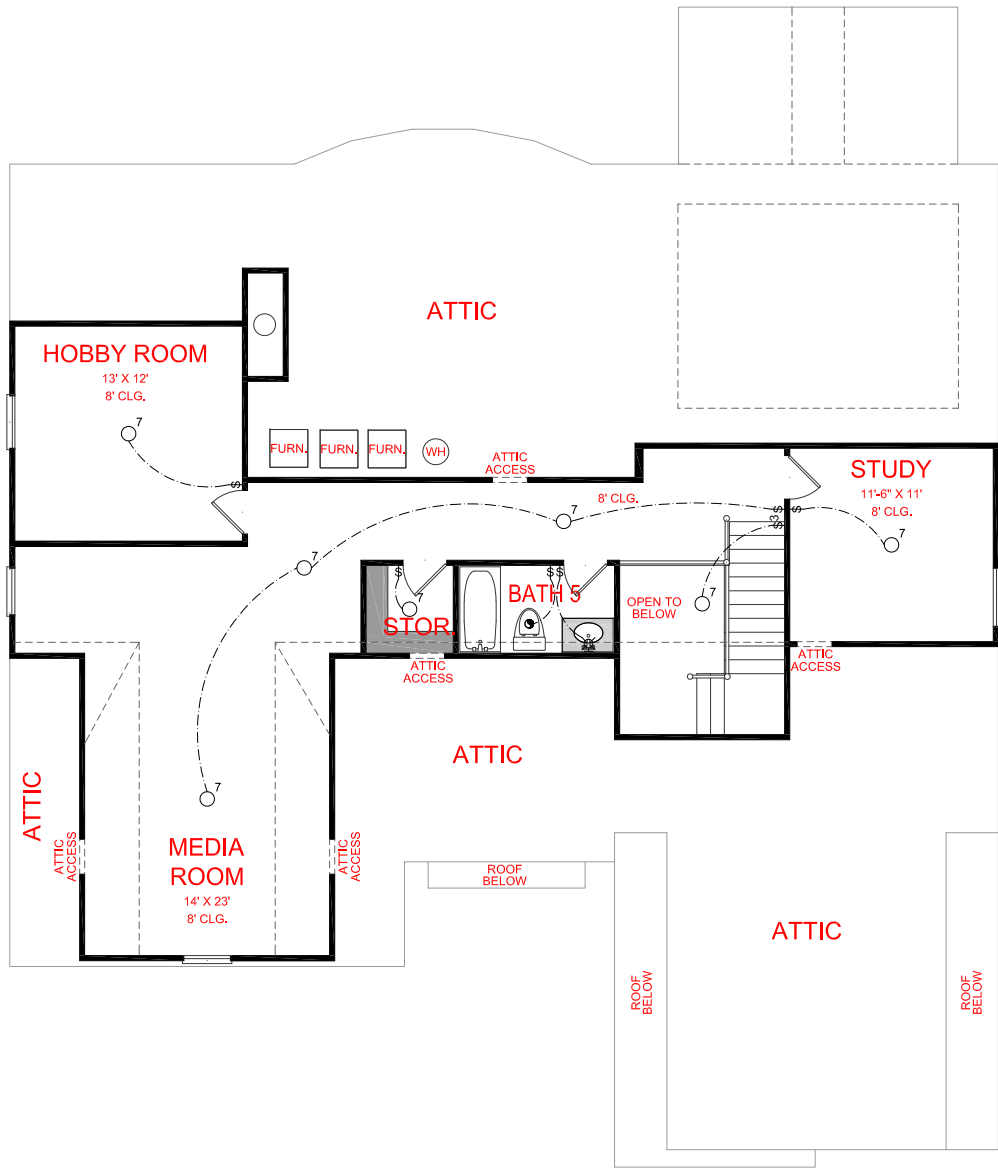 ATTIC
HOBBY ROOM
13' X 12'
8' CLG.
7
$
FURN.
FURN.
FURN.
WH
ATTIC
ACCESS
8' CLG.
7
STUDY
11'-6" X 11'
8' CLG.
$
$3
$
7
7
$
7
STOR.
$$
BATH 5
OPEN TO
BELOW
7
ATTIC
ACCESS
ATTIC
ACCESS
ATTIC
ATTIC
7
MEDIA
ROOM
14' X 23'
8' CLG.
ATTIC
ACCESS
ATTIC
ACCESS
ROOF
BELOW
ATTIC
ROOF
BELOW
ROOF
BELOW